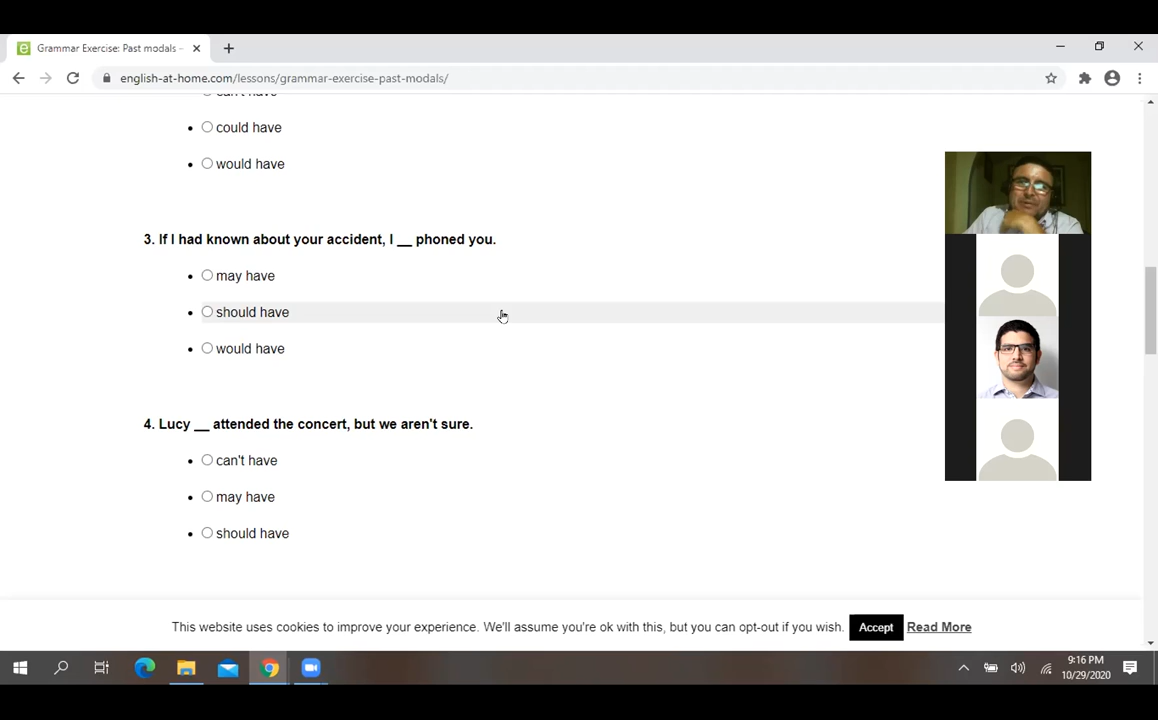 Grammar Exercise: Past modals –
english-at-home.com/lessons/grammar-exercise-past-modals/
can't have
could have
would have
3. If I had known about your accident, I __ phoned you.
may have
should have
would have
4. Lucy __ attended the concert, but we aren't sure.
can't have
may have
should have
This website uses cookies to improve your experience. We'll assume you're ok with this, but you can opt-out if you wish. Accept Read More
9:16 PM
10/29/2020